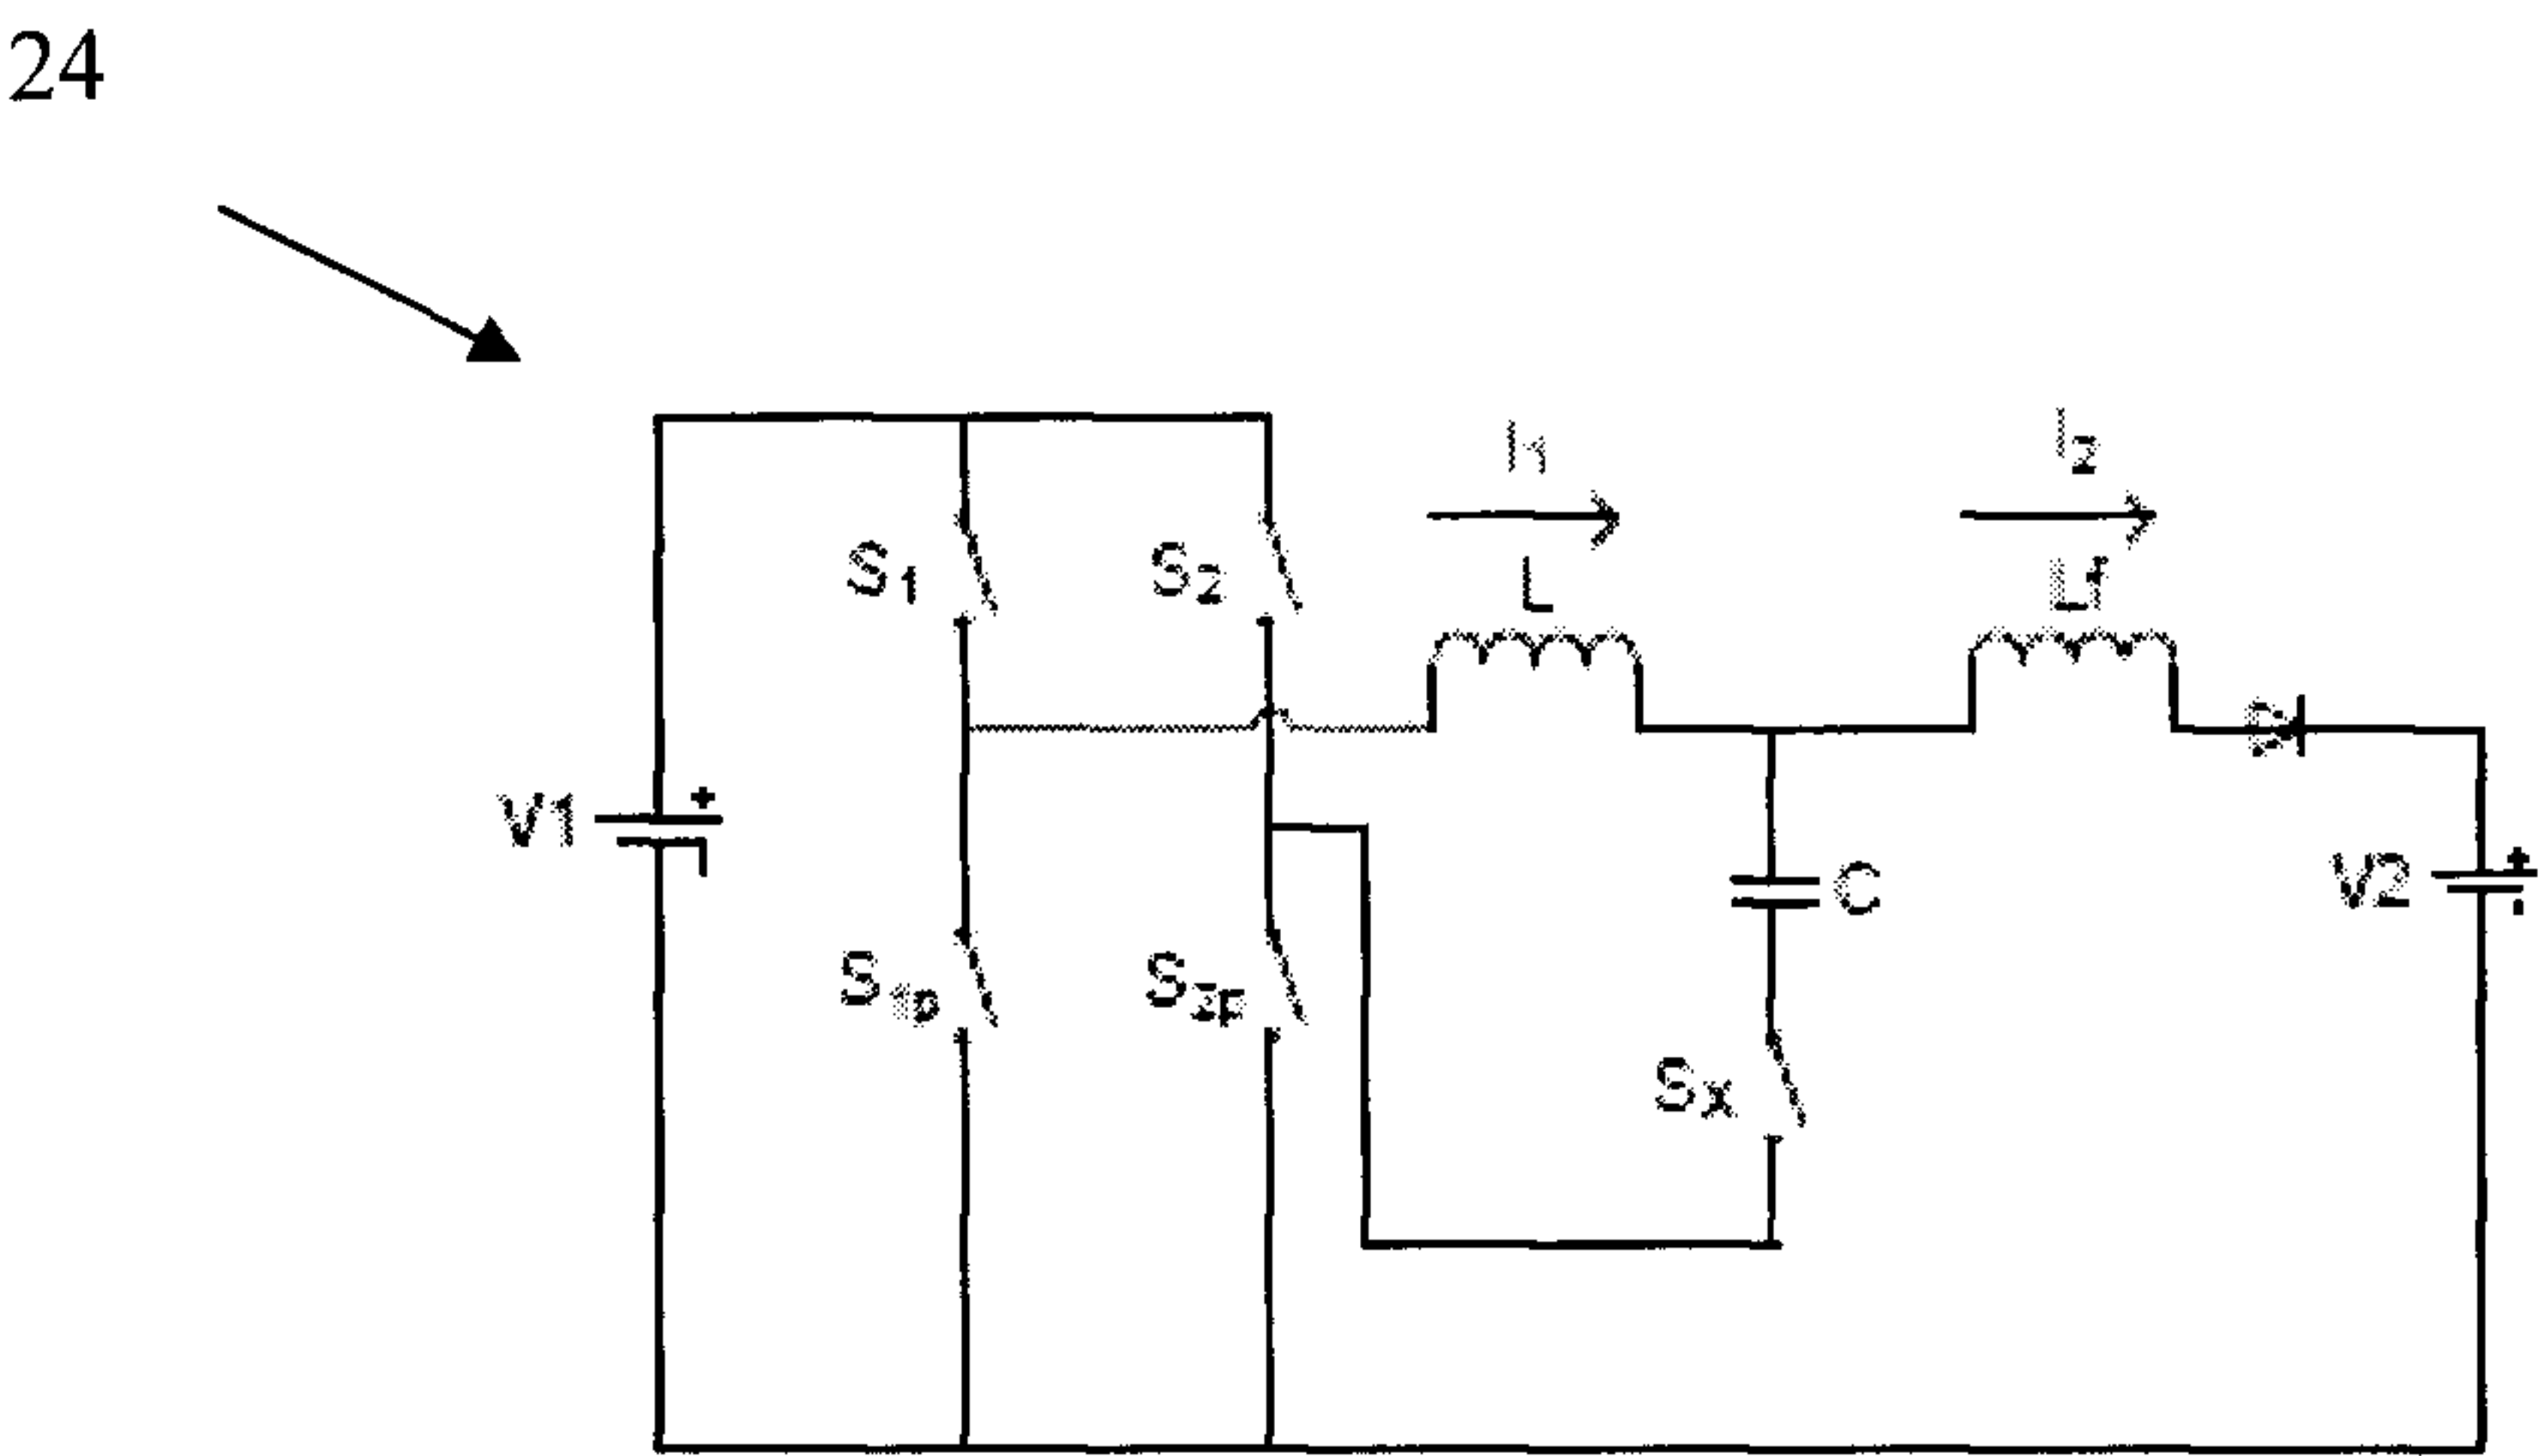 24
I1
I2
S1
S2
L
Lf
V1
+
C
V2
+
-
S1p
S2p
Sx